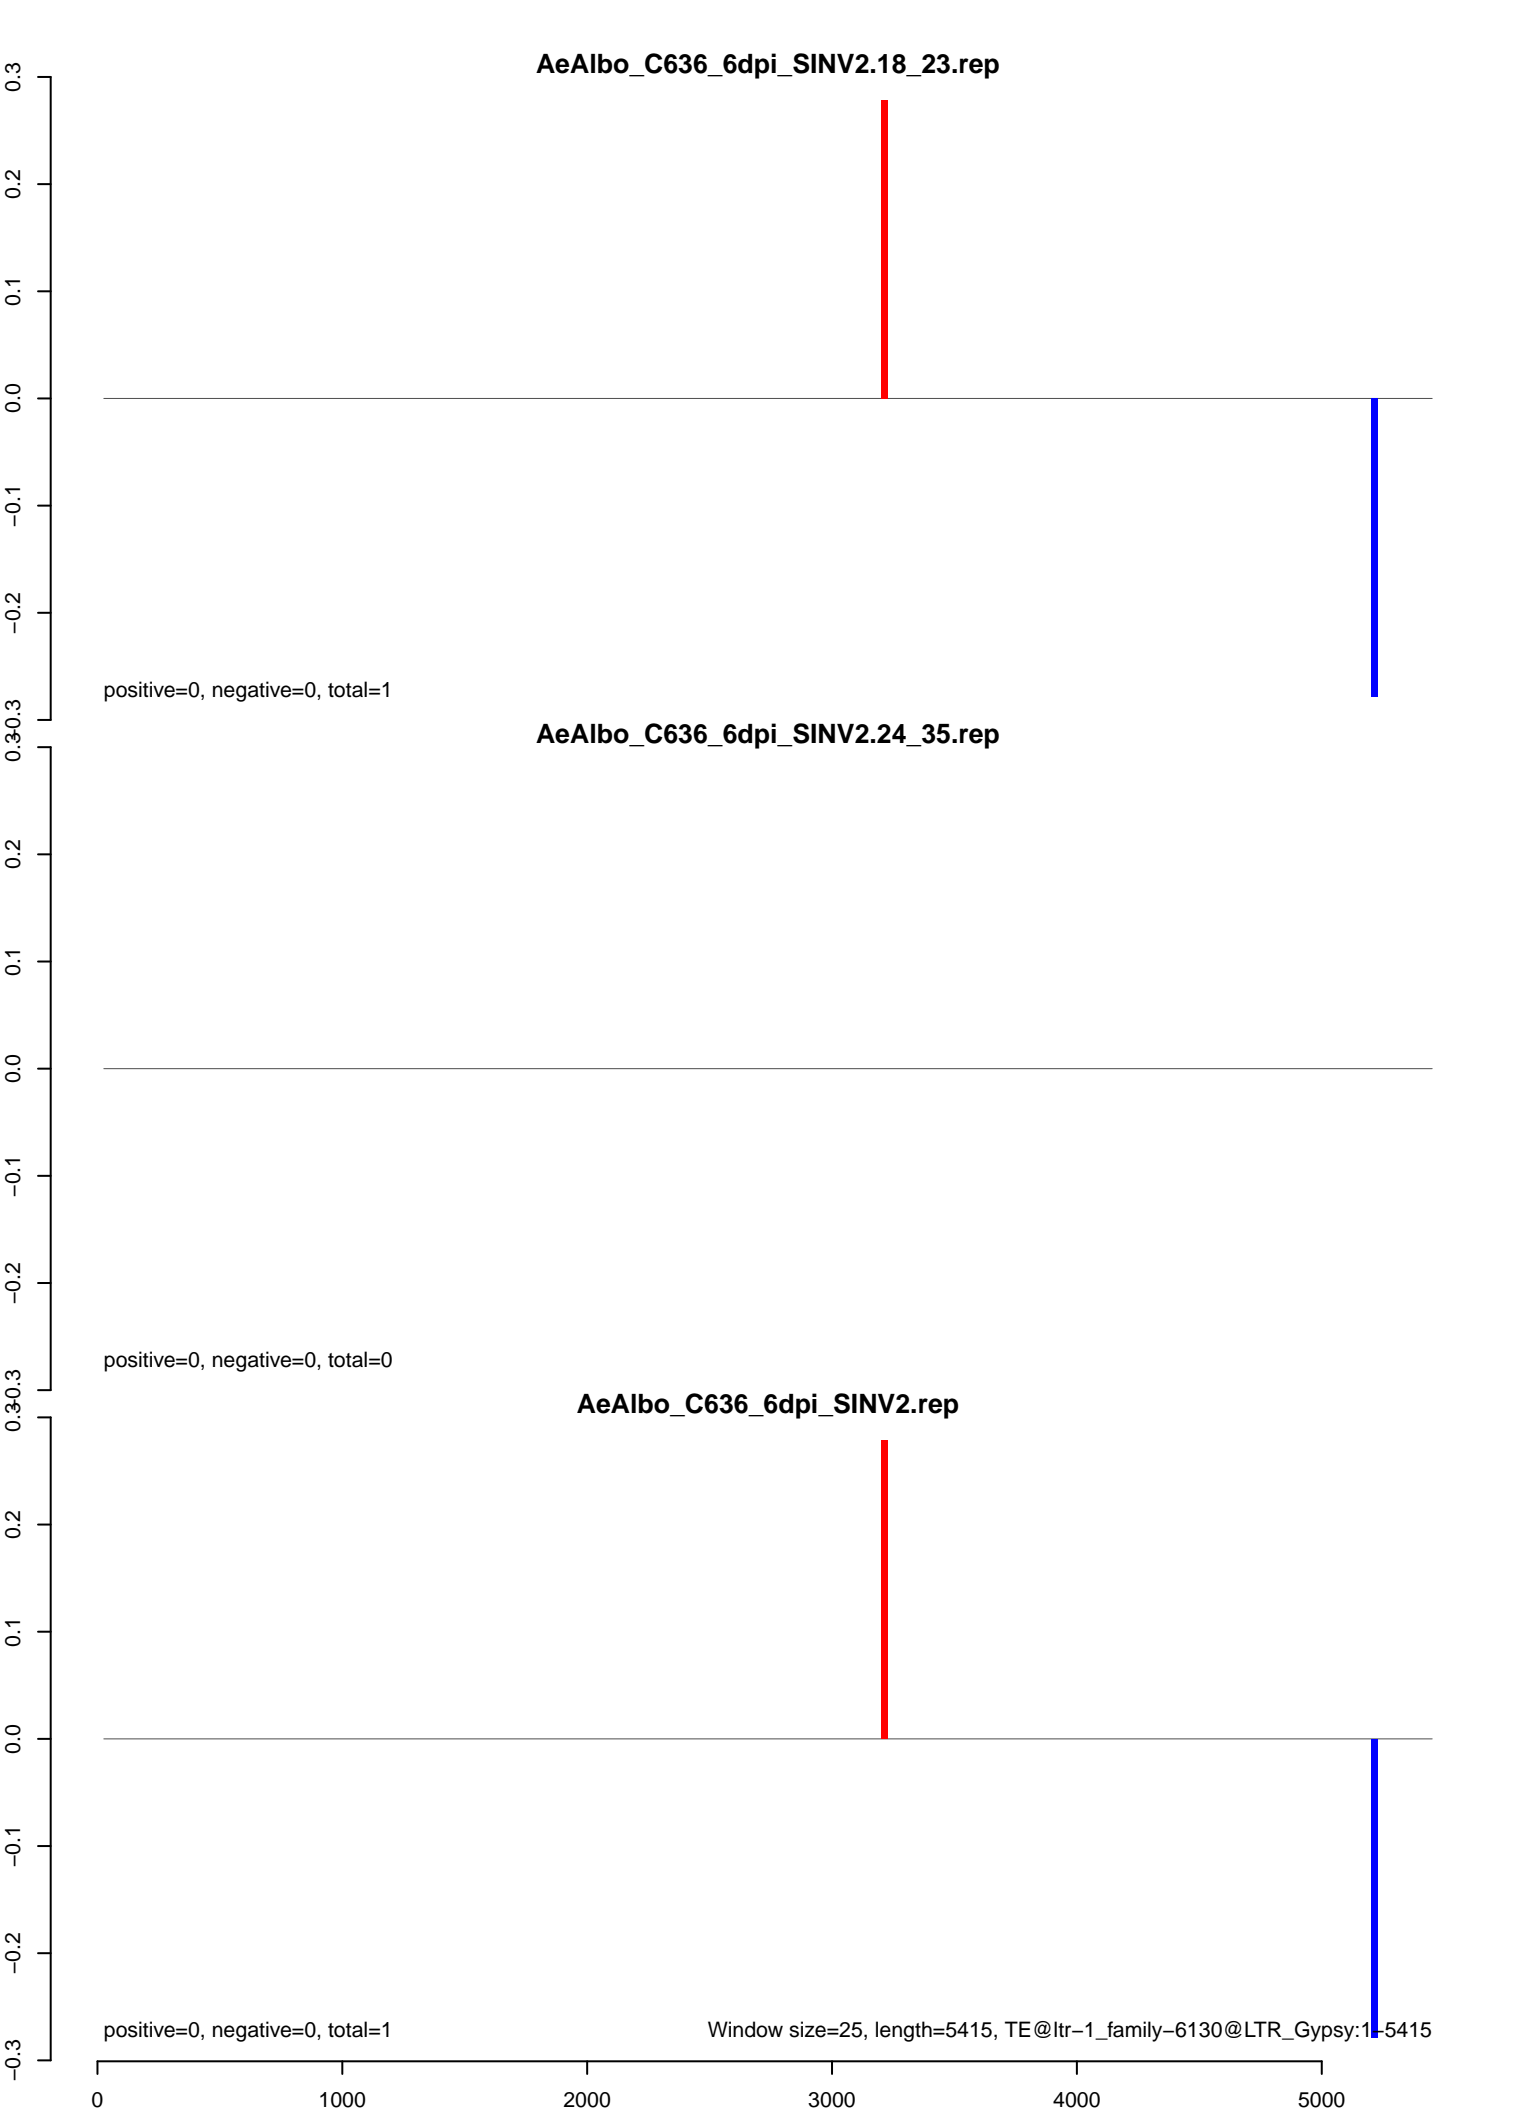 AeAlbo_C636_6dpi_SINV2.18_23.rep
0.3
0.2
0.1
0.0
−0.1
−0.2
−0.3
positive=0, negative=0, total=1
AeAlbo_C636_6dpi_SINV2.24_35.rep
0.3
0.2
0.1
0.0
−0.1
−0.2
−0.3
positive=0, negative=0, total=0
AeAlbo_C636_6dpi_SINV2.rep
0.3
0.2
0.1
0.0
−0.1
−0.2
−0.3
positive=0, negative=0, total=1
Window size=25, length=5415, TE@ltr−1_family−6130@LTR_Gypsy:1−5415
0 1000 2000 3000 4000 5000